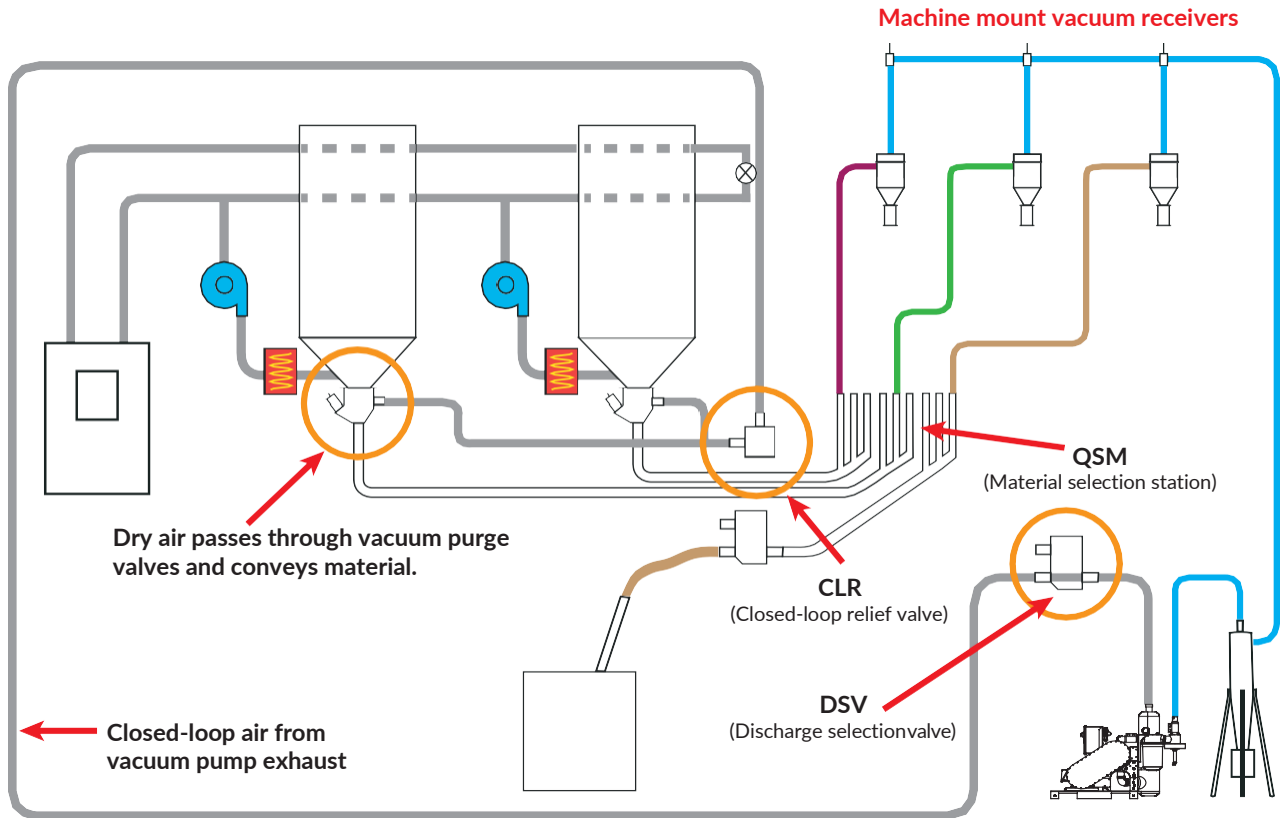 Machine mount vacuum receivers
QSM
(Material selection station)
Dry air passes through vacuum purge
valves and conveys material.
CLR
(Closed-loop relief valve)
DSV
(Discharge selectionvalve)
Closed-loop air from
vacuum pump exhaust